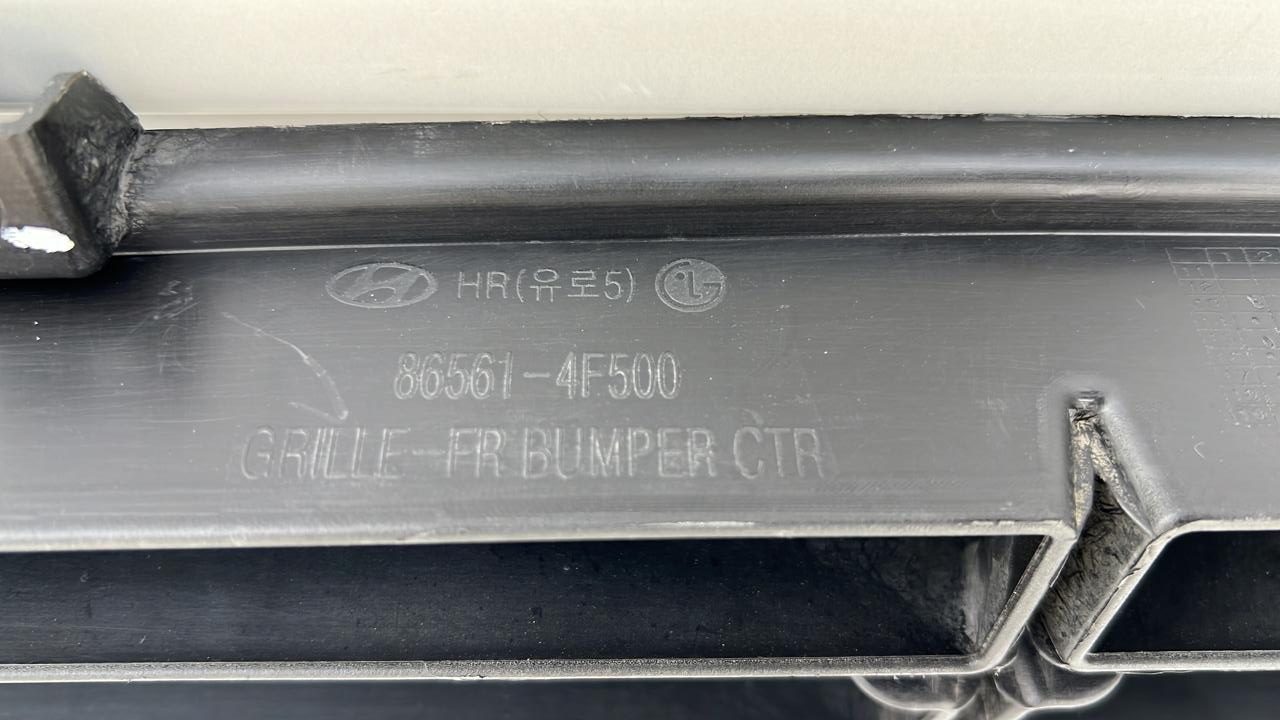 HR(유로5)
86561-4F500
GRILLE-FR BUMPER CTR